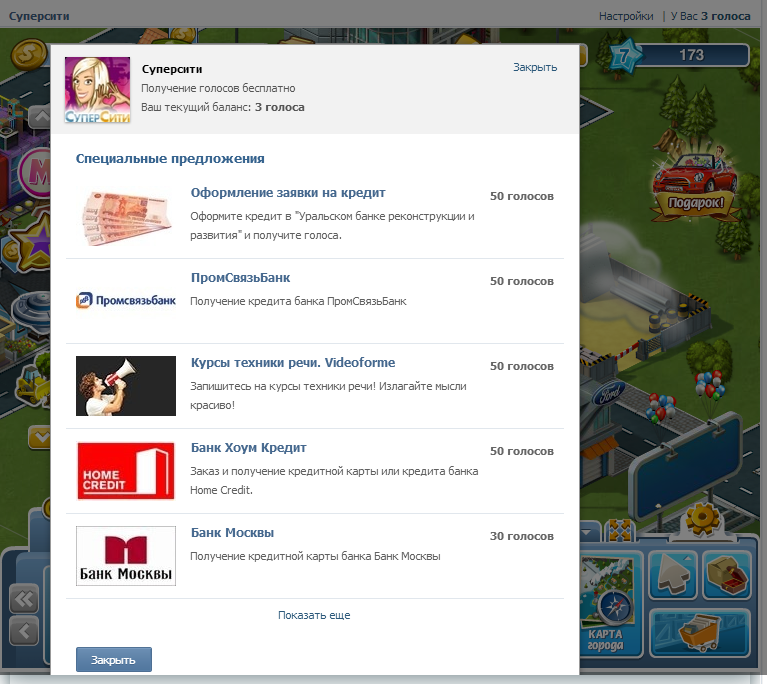 Суперсити
Настройки | У Вас 3 голоса
7
173
Суперсити
Закрыть
Получение голосов бесплатно
Ваш текущий баланс: 3 голоса
СУПЕРСИТИ
Специальные предложения
Оформление заявки на кредит
50 голосов
Оформите кредит в "Уральском банке реконструкции и
развития" и получите голоса.
ПромСвязьБанк
50 голосов
Промсвязьбанк
Получение кредита банка ПромСвязьБанк
Курсы техники речи. Videoforme
50 голосов
Запишитесь на курсы техники речи! Излагайте мысли
красиво!
Банк Хоум Кредит
50 голосов
HOME
CREDIT
Заказ и получение кредитной карты или кредита банка
Home Credit.
Банк Москвы
30 голосов
Банк Москвы
Получение кредитной карты банка Банк Москвы
Показать еще
Закрыть
Подарок!
Ford
КАРТА
города